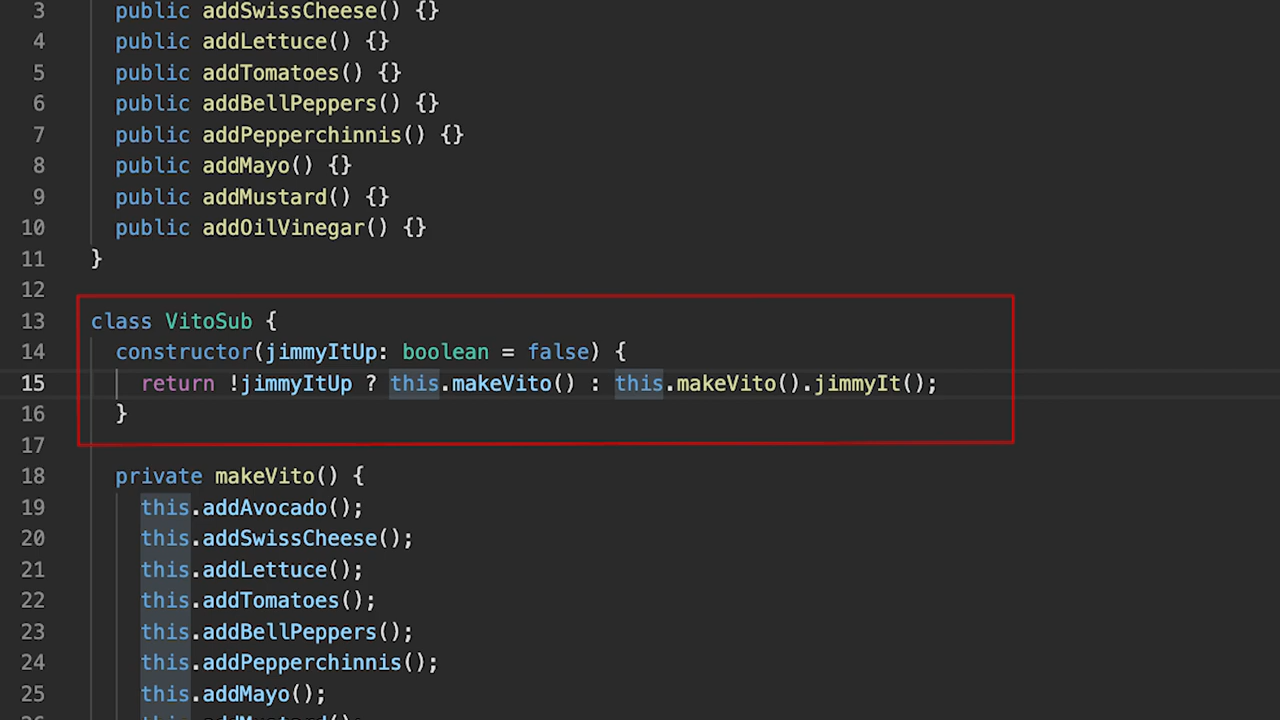 3 public addSwissCheese() {}
4 public addLettuce() {}
5 public addTomatoes() {}
6 public addBellPeppers() {}
7 public addPepperchinnis() {}
8 public addMayo() {}
9 public addMustard() {}
10 public addOilVinegar() {}
11 }
12
13 class VitoSub {
14 constructor(jimmyItUp: boolean = false) {
15 return !jimmyItUp ? this.makeVito() : this.makeVito().jimmyIt();
16 }
17
18 private makeVito() {
19 this.addAvocado();
20 this.addSwissCheese();
21 this.addLettuce();
22 this.addTomatoes();
23 this.addBellPeppers();
24 this.addPepperchinnis();
25 this.addMayo();